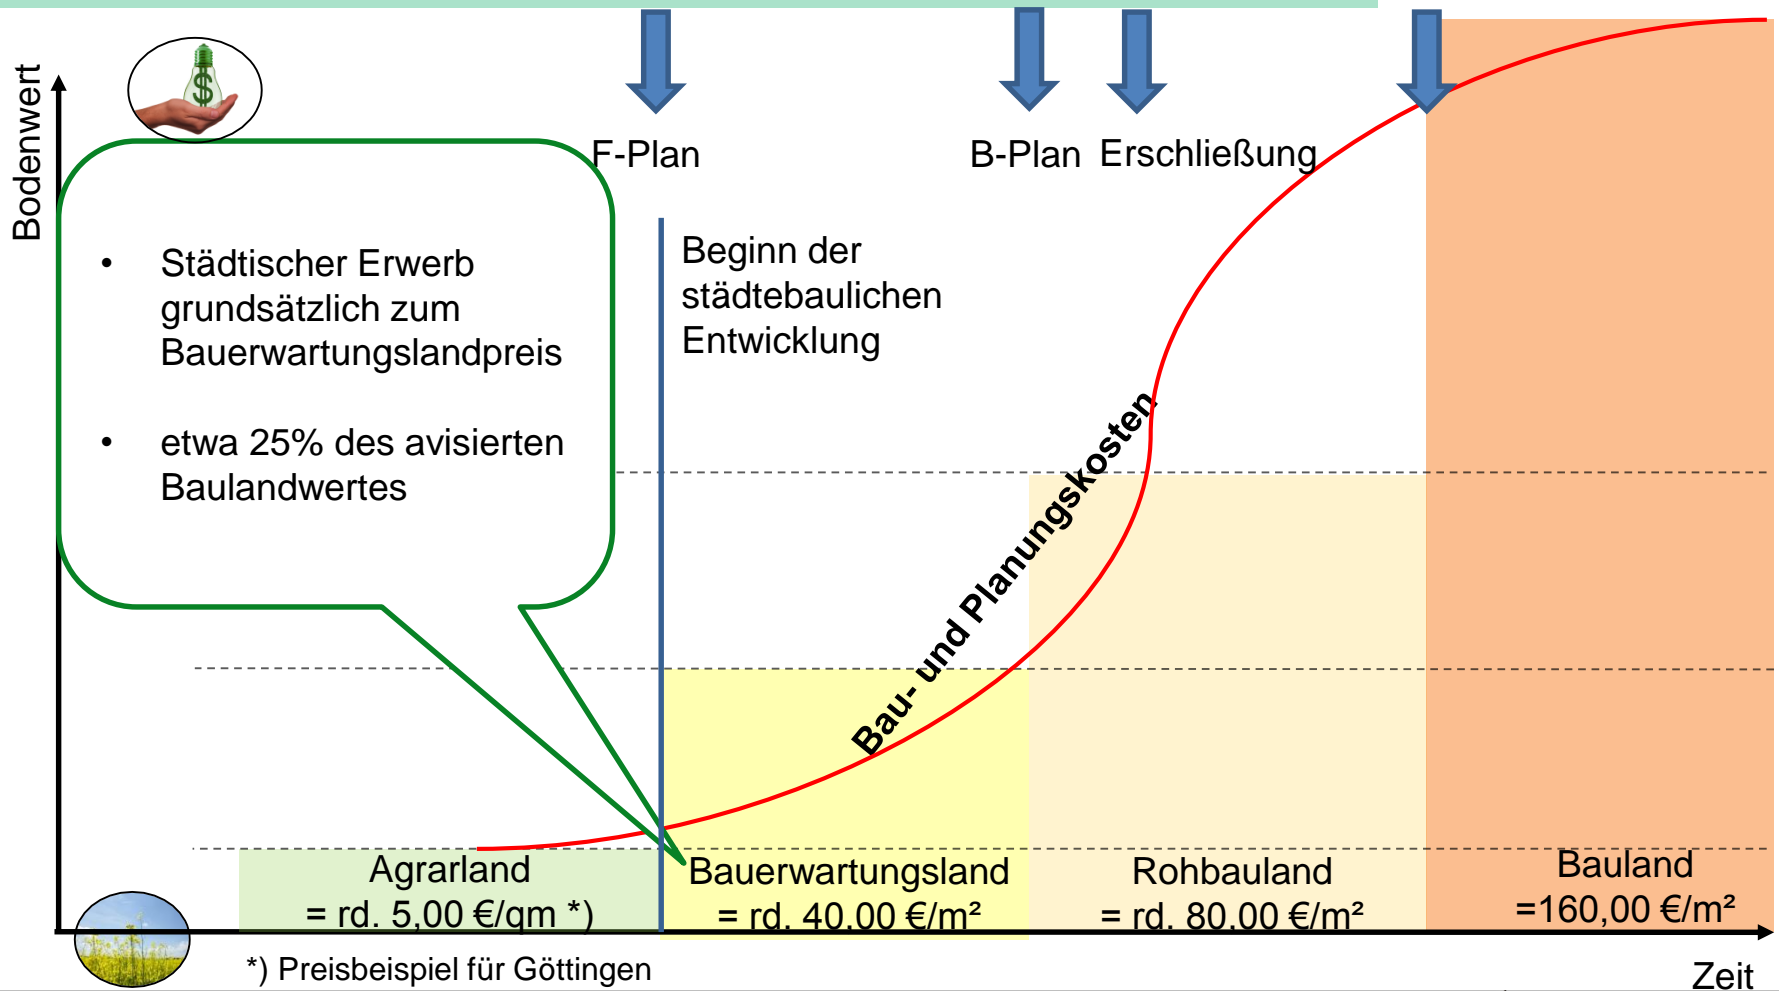 Bodenwert
$
F-Plan
B-Plan
Erschließung
• Städtischer Erwerb
grundsätzlich zum
Bauerwartungslandpreis
• etwa 25% des avisierten
Baulandwertes
Beginn der
städtebaulichen
Entwicklung
Bau- und Planungskosten
Agrarland
= rd. 5,00 €/qm *)
Bauerwartungsland
= rd. 40,00 €/m²
Rohbauland
= rd. 80,00 €/m²
Bauland
=160,00 €/m²
*) Preisbeispiel für Göttingen
Zeit